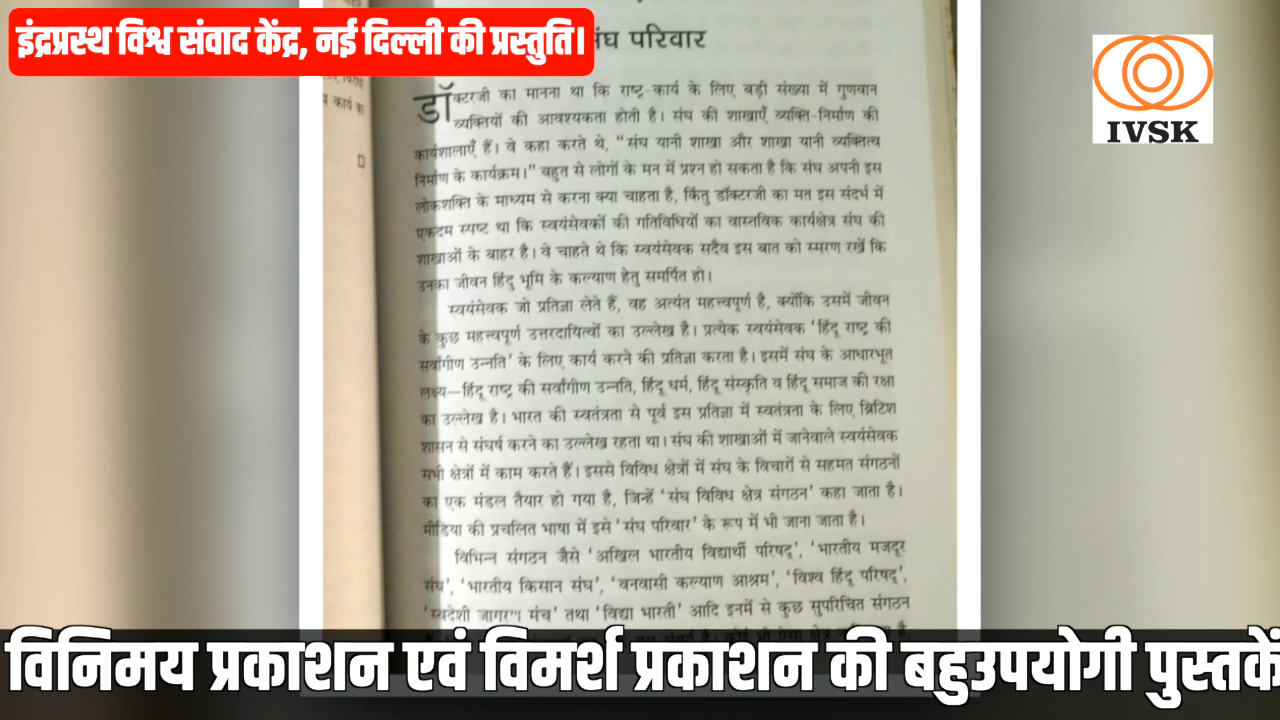 इंद्रप्रस्थ विश्व संवाद केंद्र, नई दिल्ली की प्रस्तुति।
IVSK
संघ परिवार
कार्य का
डॉक्टरजी का मानना था कि राष्ट्र-कार्य के लिए बड़ी संख्या में गुणवान
व्यक्तियों की आवश्यकता होती है। संघ की शाखाएँ व्यक्ति-निर्माण की
कार्यशालाएँ हैं। वे कहा करते थे, “संघ यानी शाखा और शाखा यानी व्यक्तित्व
निर्माण के कार्यक्रम।” बहुत से लोगों के मन में प्रश्न हो सकता है कि संघ अपनी इस
लोकशक्ति के माध्यम से करना क्या चाहता है, किंतु डॉक्टरजी का मत इस संदर्भ में
एकदम स्पष्ट था कि स्वयंसेवकों की गतिविधियों का वास्तविक कार्यक्षेत्र संघ की
शाखाओं के बाहर है। वे चाहते थे कि स्वयंसेवक सदैव इस बात को स्मरण रखें कि
उनका जीवन हिंदु भूमि के कल्याण हेतु समर्पित हो।
स्वयंसेवक जो प्रतिज्ञा लेते हैं, वह अत्यंत महत्त्वपूर्ण है, क्योंकि उसमें जीवन
के कुछ महत्त्वपूर्ण उत्तरदायित्वों का उल्लेख है। प्रत्येक स्वयंसेवक ‘हिंदू राष्ट्र की
सर्वांगीण उन्नति’ के लिए कार्य करने की प्रतिज्ञा करता है। इसमें संघ के आधारभूत
लक्ष्य—हिंदू राष्ट्र की सर्वांगीण उन्नति, हिंदू धर्म, हिंदू संस्कृति व हिंदू समाज की रक्षा
का उल्लेख है। भारत की स्वतंत्रता से पूर्व इस प्रतिज्ञा में स्वतंत्रता के लिए ब्रिटिश
शासन से संघर्ष करने का उल्लेख रहता था। संघ की शाखाओं में जानेवाले स्वयंसेवक
सभी क्षेत्रों में काम करते हैं। इससे विविध क्षेत्रों में संघ के विचारों से सहमत संगठनों
का एक मंडल तैयार हो गया है, जिन्हें ‘संघ विविध क्षेत्र संगठन’ कहा जाता है।
मीडिया की प्रचलित भाषा में इसे ‘संघ परिवार’ के रूप में भी जाना जाता है।
विभिन्न संगठन जैसे ‘अखिल भारतीय विद्यार्थी परिषद्’, ‘भारतीय मजदूर
संघ’, ‘भारतीय किसान संघ’, ‘वनवासी कल्याण आश्रम’, ‘विश्व हिंदू परिषद्’,
‘स्वदेशी जागरण मंच’ तथा ‘विद्या भारती’ आदि इनमें से कुछ सुपरिचित संगठन
विनिमय प्रकाशन एवं विमर्श प्रकाशन की बहुउपयोगी पुस्तकें